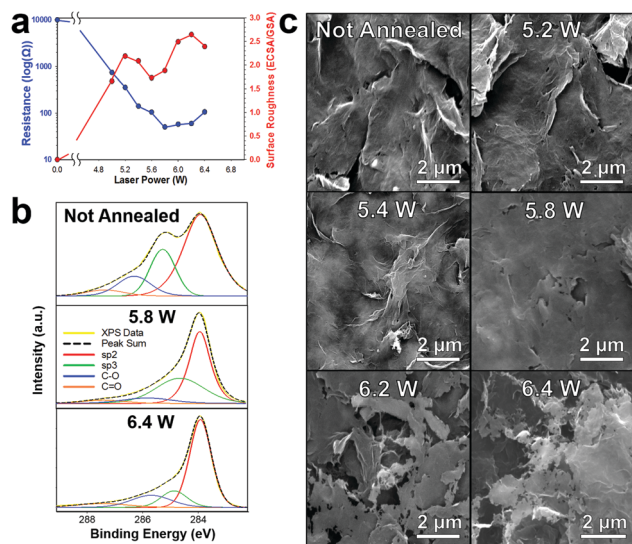 a
Resistance (log(Ω))
10000
1000
100
10
3.0
2.5
2.0
1.5
1.0
0.5
0.0
Surface Roughness (ECSA/GSA)
0.0 4.8 5.2 5.6 6.0 6.4 6.8
Laser Power (W)
b
Intensity (a.u.)
Not Annealed
5.8 W
XPS Data
Peak Sum
sp2
sp3
C-O
C=O
6.4 W
288 286 284
Binding Energy (eV)
c
Not Annealed
2 µm
5.2 W
2 µm
5.4 W
2 µm
5.8 W
2 µm
6.2 W
2 µm
6.4 W
2 µm